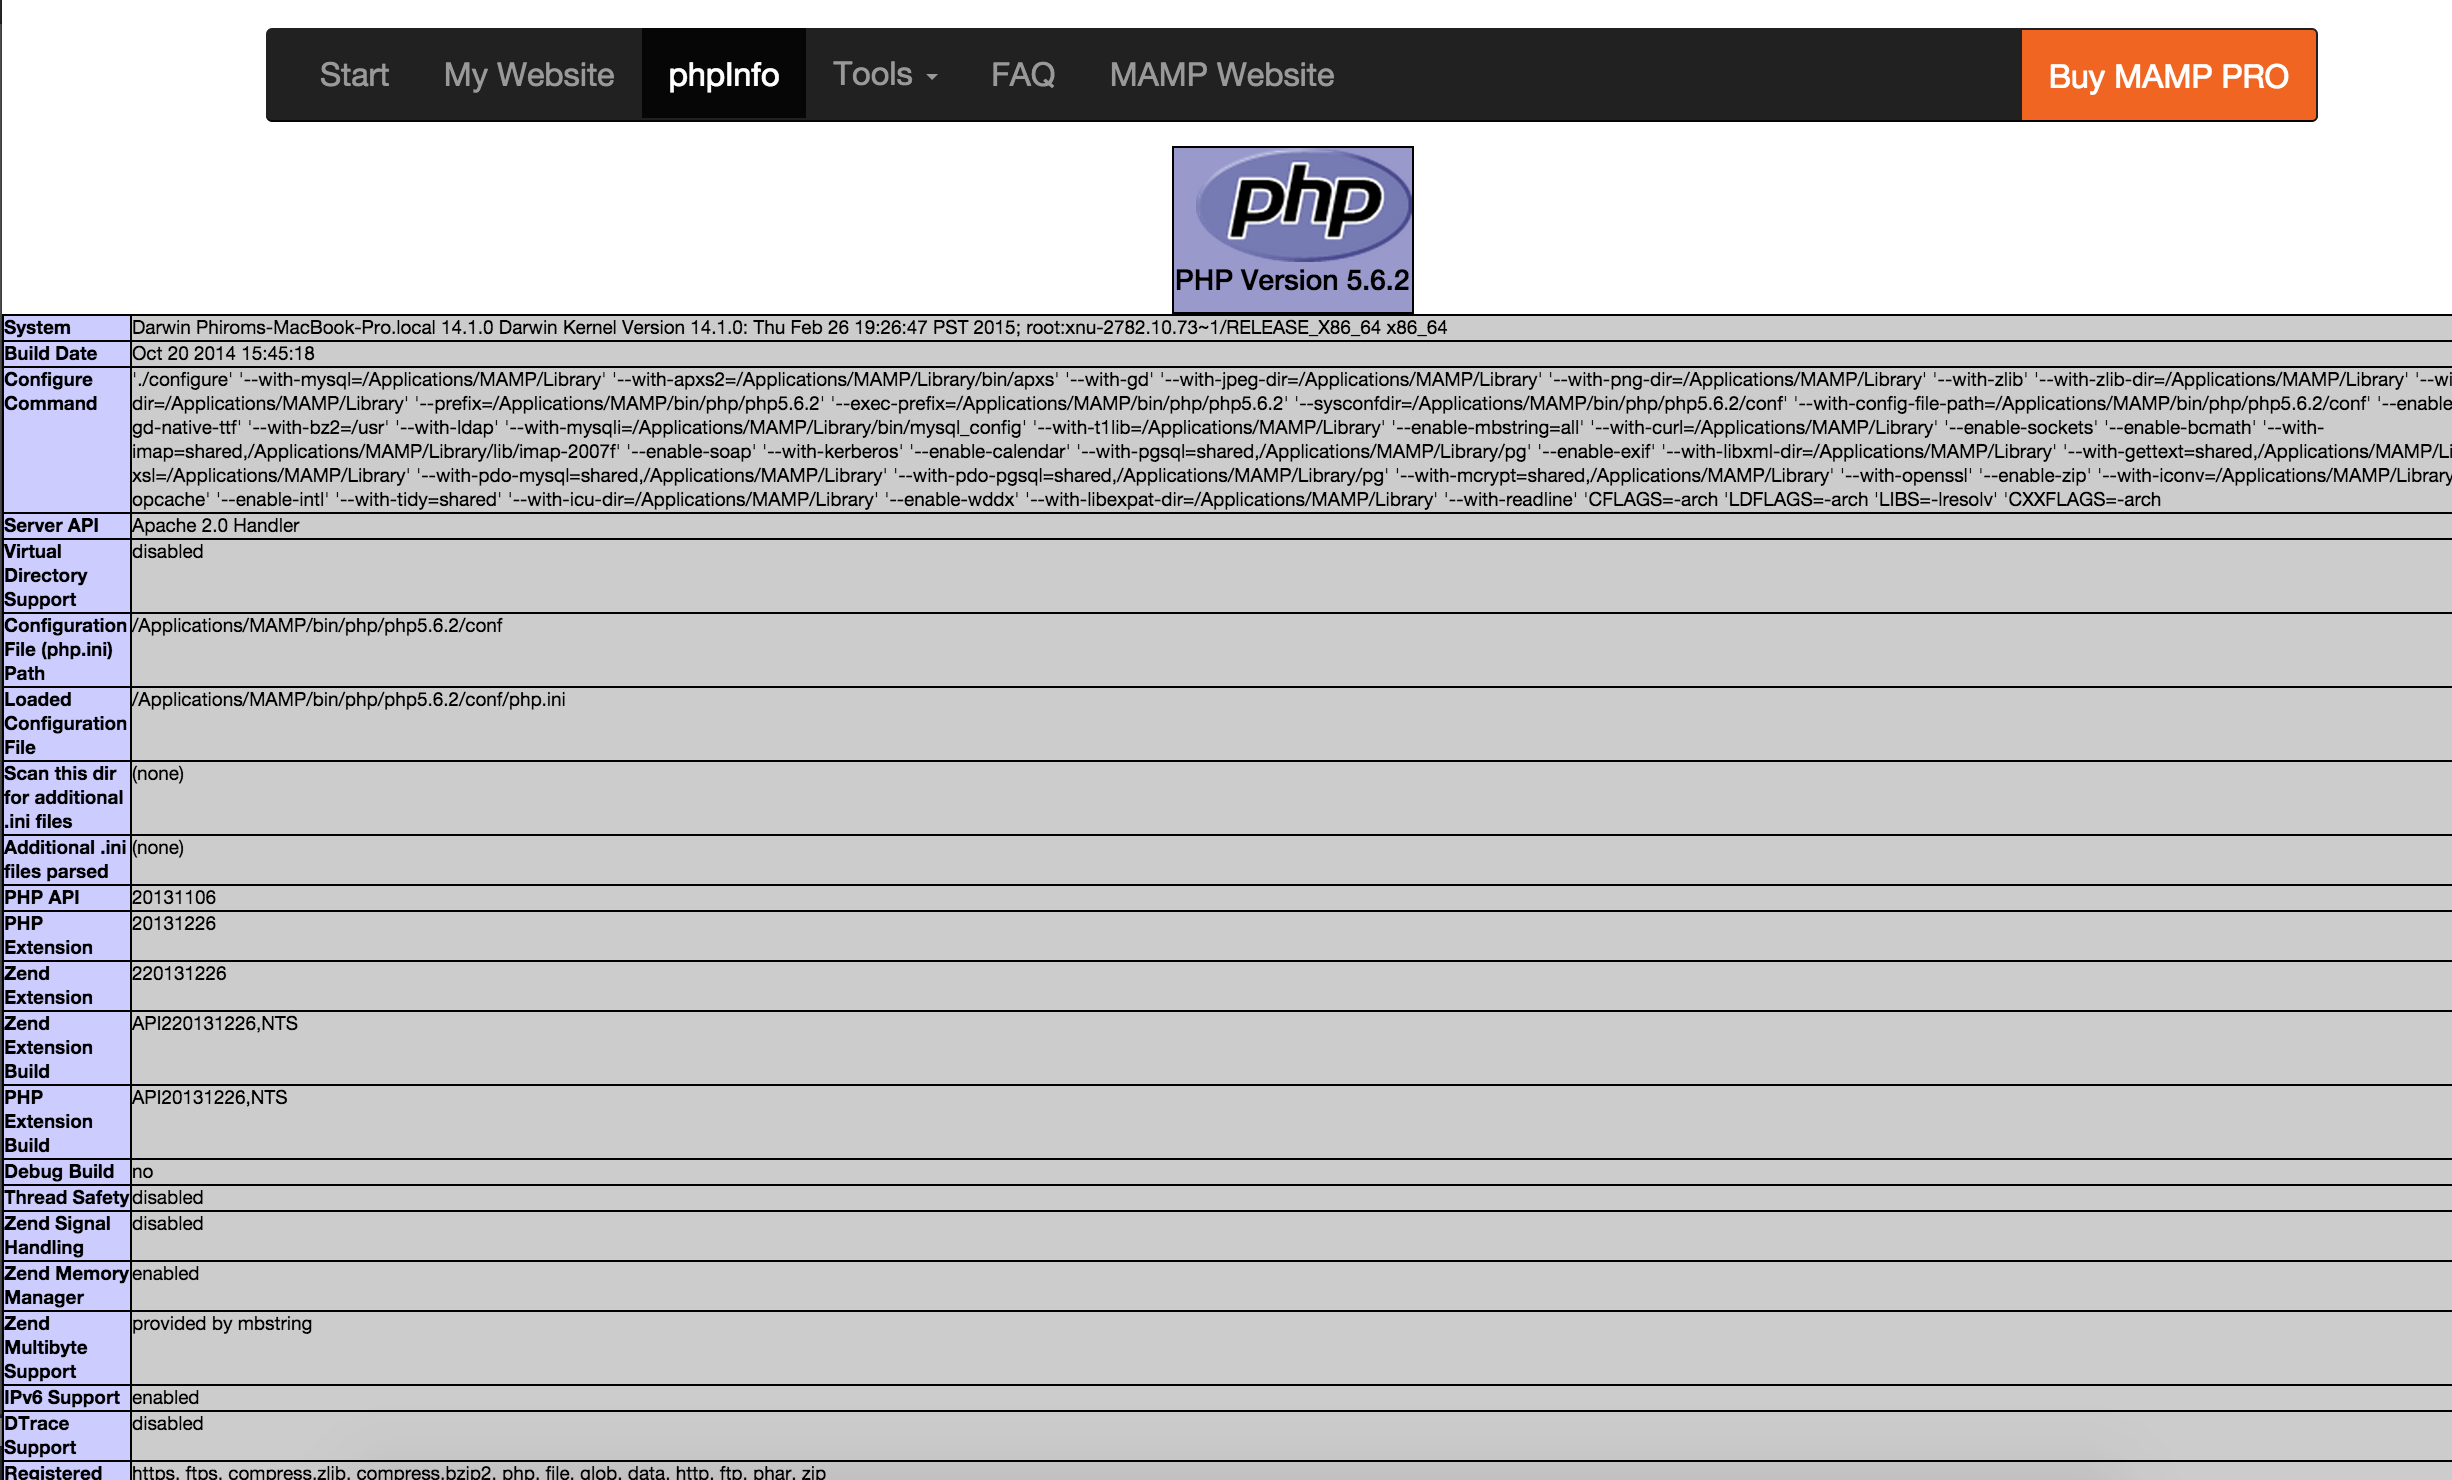 Start My Website phpInfo Tools FAQ MAMP Website Buy MAMP PRO
php
PHP Version 5.6.2
System Darwin Phiroms-MacBook-Pro.local 14.1.0 Darwin Kernel Version 14.1.0: Thu Feb 26 19:26:47 PST 2015; root:xnu-2782.10.73~1/RELEASE_X86_64 x86_64
Build Date Oct 20 2014 15:45:18
Configure './configure' '--with-mysql=/Applications/MAMP/Library' '--with-apxs2=/Applications/MAMP/Library/bin/apxs' '--with-gd' '--with-jpeg-dir=/Applications/MAMP/Library' '--with-png-dir=/Applications/MAMP/Library' '--with-zlib' '--with-zlib-dir=/Applications/MAMP/Library' '--wi
Command dir=/Applications/MAMP/Library' '--prefix=/Applications/MAMP/bin/php/php5.6.2' '--exec-prefix=/Applications/MAMP/bin/php/php5.6.2' '--sysconfdir=/Applications/MAMP/bin/php/php5.6.2/conf' '--with-config-file-path=/Applications/MAMP/bin/php/php5.6.2/conf' '--enable
gd-native-ttf' '--with-bz2=/usr' '--with-ldap' '--with-mysqli=/Applications/MAMP/Library/bin/mysql_config' '--with-t1lib=/Applications/MAMP/Library' '--enable-mbstring=all' '--with-curl=/Applications/MAMP/Library' '--enable-sockets' '--enable-bcmath' '--with-
imap=shared,/Applications/MAMP/Library/lib/imap-2007f' '--enable-soap' '--with-kerberos' '--enable-calendar' '--with-pgsql=shared,/Applications/MAMP/Library/pg' '--enable-exif' '--with-libxml-dir=/Applications/MAMP/Library' '--with-gettext=shared,/Applications/MAMP/Li
xsl=/Applications/MAMP/Library' '--with-pdo-mysql=shared,/Applications/MAMP/Library' '--with-pdo-pgsql=shared,/Applications/MAMP/Library/pg' '--with-mcrypt=shared,/Applications/MAMP/Library' '--with-openssl' '--enable-zip' '--with-iconv=/Applications/MAMP/Library
opcache' '--enable-intl' '--with-tidy=shared' '--with-icu-dir=/Applications/MAMP/Library' '--enable-wddx' '--with-libexpat-dir=/Applications/MAMP/Library' '--with-readline' 'CFLAGS=-arch 'LDFLAGS=-arch 'LIBS=-lresolv' 'CXXFLAGS=-arch
Server API Apache 2.0 Handler
Virtual disabled
Directory
Support
Configuration /Applications/MAMP/bin/php/php5.6.2/conf
File (php.ini)
Path
Loaded /Applications/MAMP/bin/php/php5.6.2/conf/php.ini
Configuration
File
Scan this dir (none)
for additional
.ini files
Additional .ini (none)
files parsed
PHP API 20131106
PHP 20131226
Extension
Zend 220131226
Extension
Zend API220131226,NTS
Extension
Build
PHP API20131226,NTS
Extension
Build
Debug Build no
Thread Safety disabled
Zend Signal disabled
Handling
Zend Memory enabled
Manager
Zend provided by mbstring
Multibyte
Support
IPv6 Support enabled
DTrace disabled
Support
Registered https, ftps, compress.zlib, compress.bzip2, php, file, glob, data, http, ftp, phar, zip